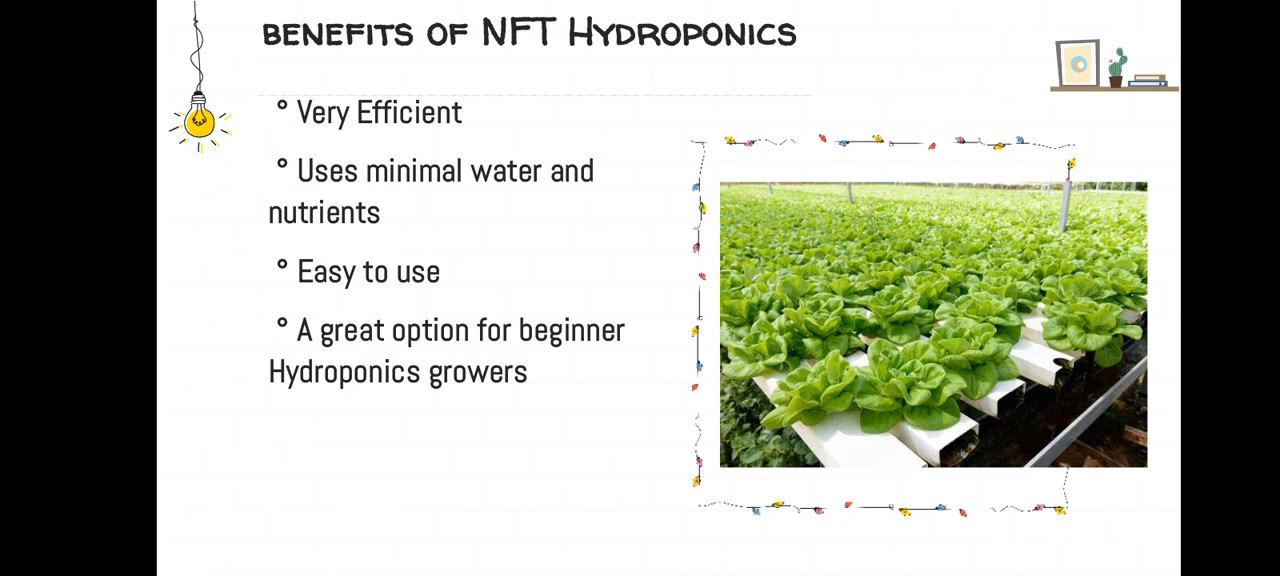 BENEFITS OF NFT HYDROPONICS
° Very Efficient
° Uses minimal water and
nutrients
° Easy to use
° A great option for beginner
Hydroponics growers